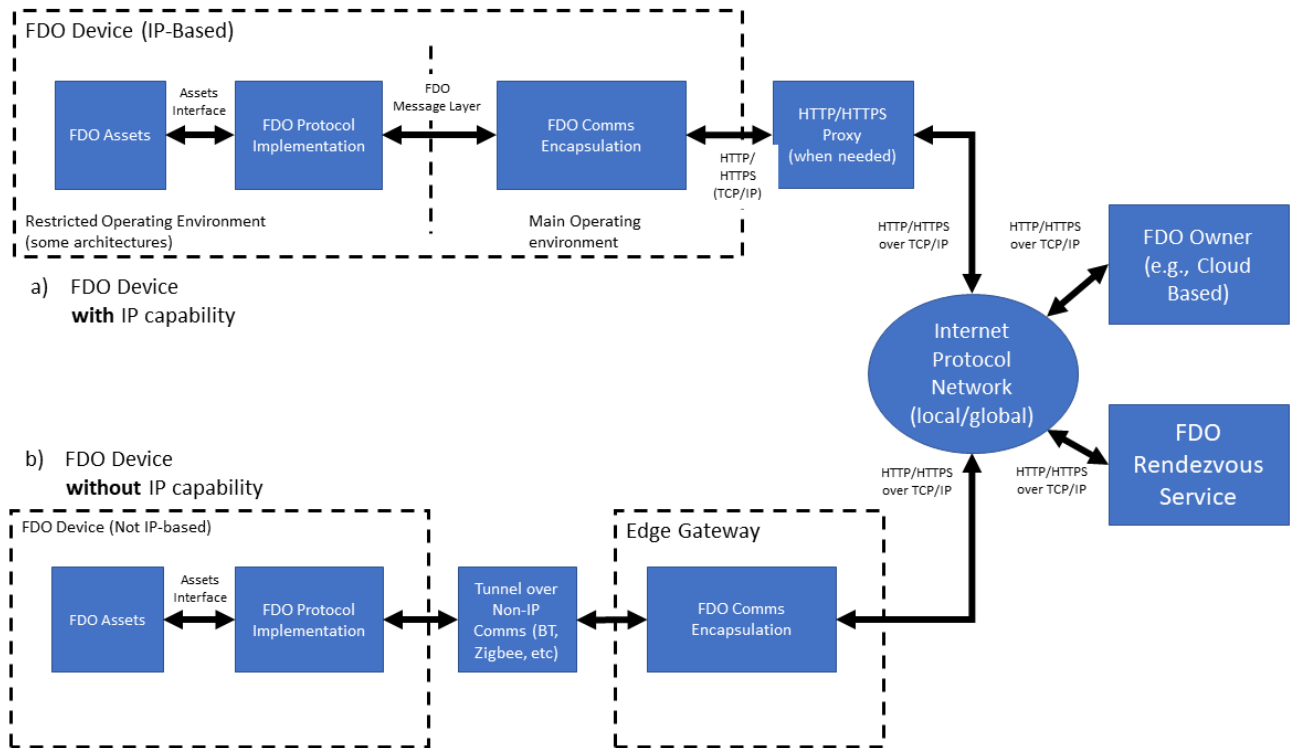 FDO Device (IP-Based)
FDO Assets
Assets
Interface
FDO Protocol
Implementation
FDO
Message Layer
FDO Comms
Encapsulation
HTTP/
HTTPS
(TCP/IP)
HTTP/HTTPS
Proxy
(when needed)
Restricted Operating Environment
(some architectures)
Main Operating
environment
a) FDO Device
with IP capability
HTTP/HTTPS
over TCP/IP
HTTP/HTTPS
over TCP/IP
FDO Owner
(e.g., Cloud
Based)
Internet
Protocol
Network
(local/global)
HTTP/HTTPS
over TCP/IP
HTTP/HTTPS
over TCP/IP
FDO
Rendezvous
Service
b) FDO Device
without IP capability
FDO Device (Not IP-based)
FDO Assets
Assets
Interface
FDO Protocol
Implementation
Tunnel over
Non-IP
Comms (BT,
Zigbee, etc)
Edge Gateway
FDO Comms
Encapsulation